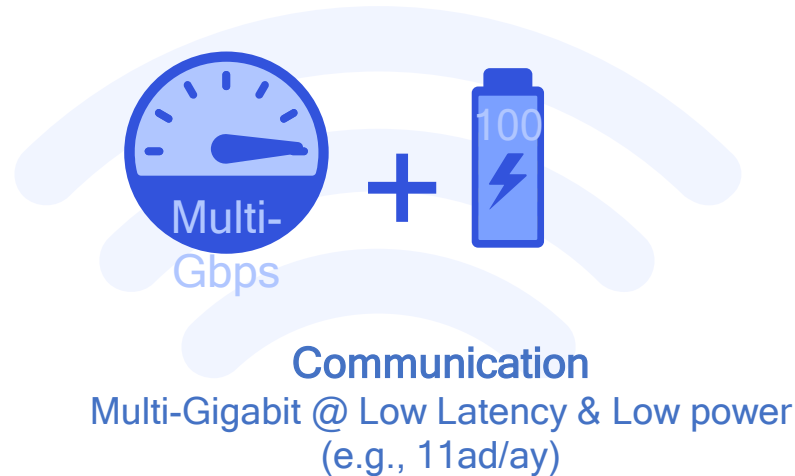 Multi-
Gbps
100
Communication
Multi-Gigabit @ Low Latency & Low power
(e.g., 11ad/ay)